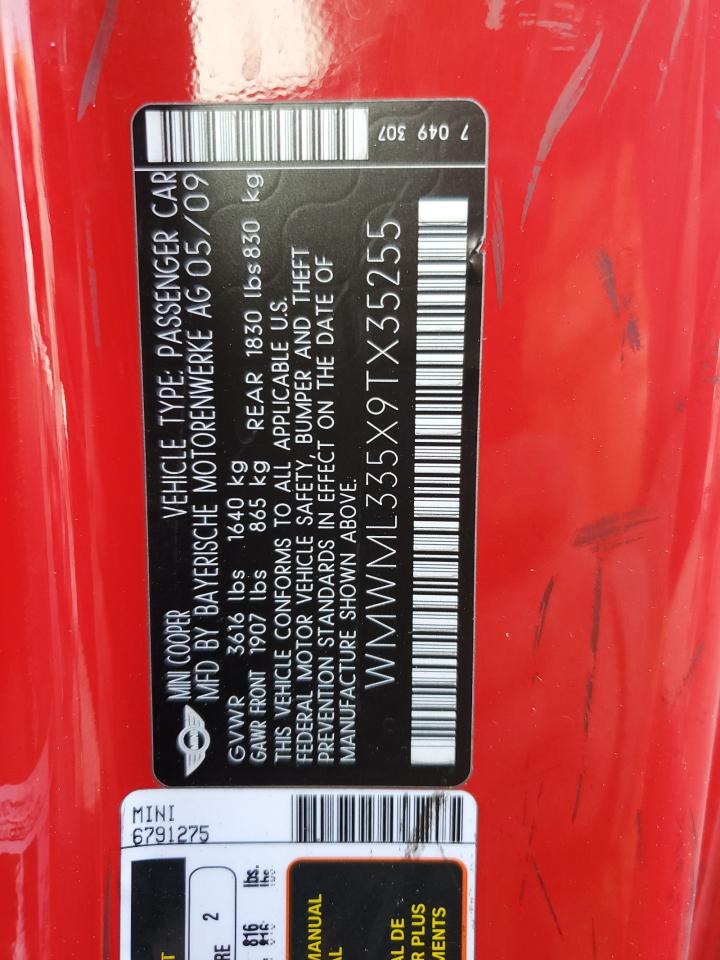 MINI COOPER VEHICLE TYPE: PASSENGER CAR
MFD BY BAYERISCHE MOTORENWERKE AG 05/09
GVWR 3616 lbs 1640 kg
GAWR FRONT 1907 lbs 865 kg REAR 1830 lbs 830 kg
THIS VEHICLE CONFORMS TO ALL APPLICABLE U.S.
FEDERAL MOTOR VEHICLE SAFETY, BUMPER AND THEFT
PREVENTION STANDARDS IN EFFECT ON THE DATE OF
MANUFACTURE SHOWN ABOVE.
WMWML335X9TX35255
7 049 307
MINI
6791275
2
816 lbs.
MANUAL
AL DE
R PLUS
MENTS